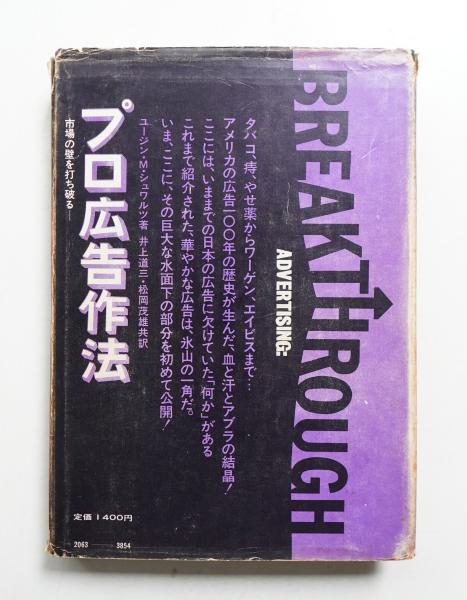 BREAKTHROUGH
ADVERTISING:
タバコ、痔、やせ薬からワーゲン、エイビスまで…
アメリカの広告一〇〇年の歴史が生んだ、血と汗とアブラの結晶!
ここには、いままでの日本の広告に欠けていた「何か」がある
これまで紹介された、華やかな広告は、氷山の一角だ。
いま、ここに、その巨大な水面下の部分を初めて公開!
ユージン・M・シュワルツ著 井上道三・松岡茂雄共訳
プロ広告作法
市場の壁を打ち破る—
定価 1400円
2063 —— 3854